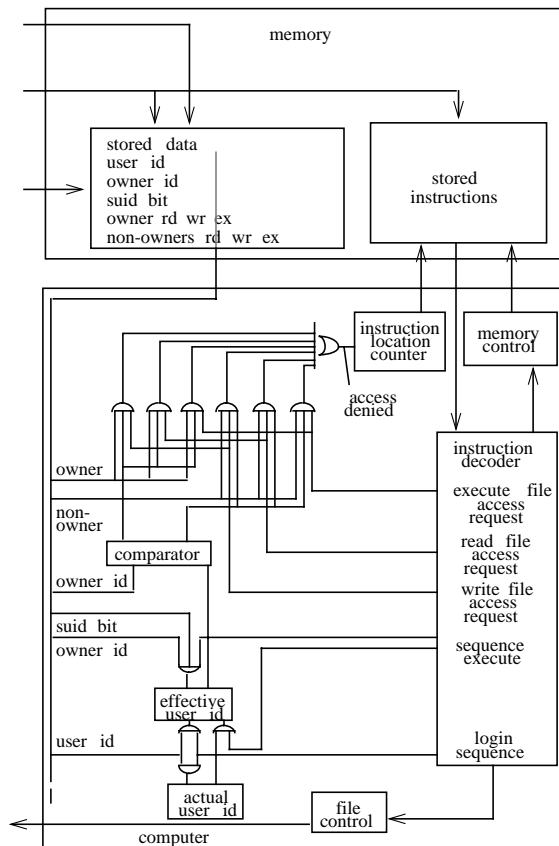 memory
stored data
user id
owner id
suid bit
owner rd wr ex
non-owners rd wr ex
stored
instructions
instruction
location
counter
memory
control
access
denied
instruction
decoder
owner
execute file
access
request
non-
owner
comparator
read file
access
request
owner id
write file
access
request
suid bit
owner id
sequence
execute
effective
user id
user id
login
sequence
actual
user id
file
control
computer